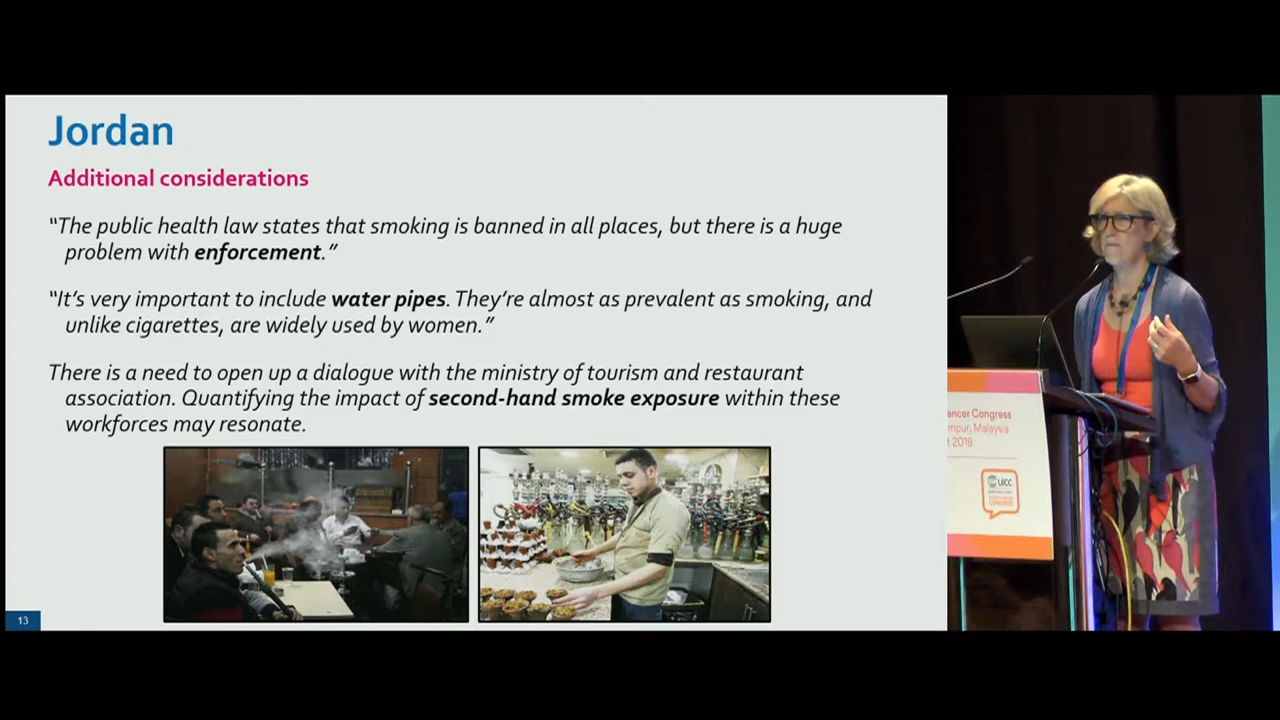 Jordan
Additional considerations
“The public health law states that smoking is banned in all places, but there is a huge
problem with enforcement.”
“It’s very important to include water pipes. They’re almost as prevalent as smoking, and
unlike cigarettes, are widely used by women.”
There is a need to open up a dialogue with the ministry of tourism and restaurant
association. Quantifying the impact of second-hand smoke exposure within these
workforces may resonate.
13
ancer Congress
mpur, Malaysia
t 2018
uicc